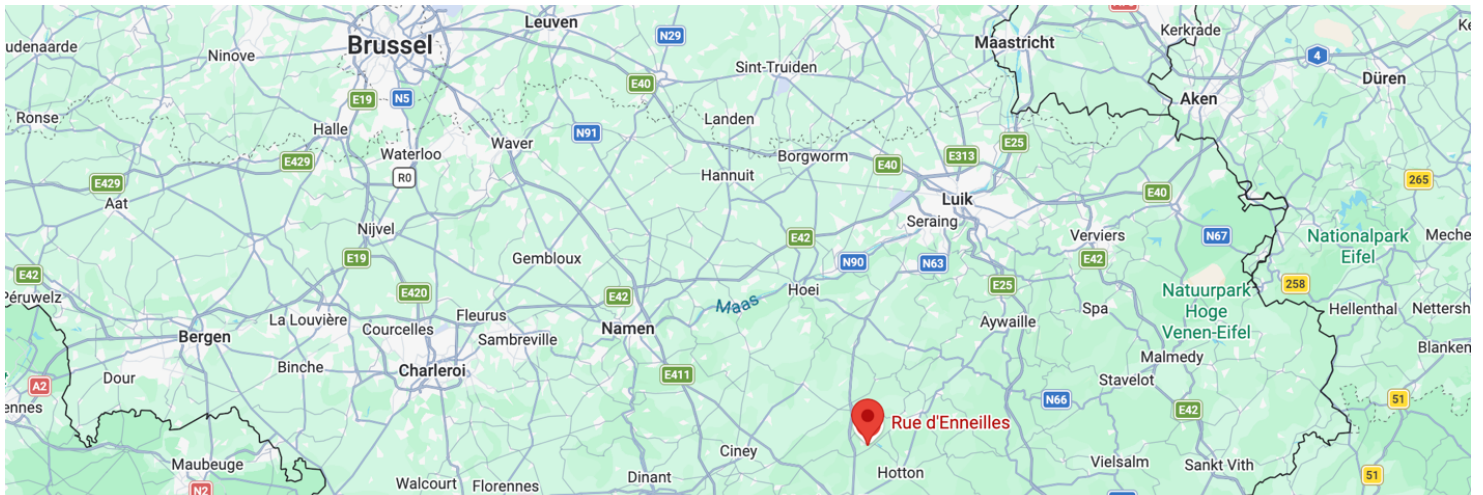 Leuven
Kerkrade
udenaarde
Brussel
N29
Maastricht
4
Ninove
Sint-Truiden
Düren
E40
Aken
E19
N5
Ronse
Landen
Halle
N91
E25
Waterloo
Waver
Borgworm
E313
E429
E40
R0
Hannuit
265
E429
Luik
E40
Aat
Seraing
Nijvel
E42
Verviers
N67
Nationalpark
Eifel
Meche
E19
Gembloux
N90
N63
E42
E42
E25
258
Péruwelz
E420
E42
Maas
Hoei
Natuurpark
Hoge
Venen-Eifel
Spa
Hellenthal
Nettersh
La Louvière
Fleurus
Courcelles
Namen
Aywaille
Bergen
Sambreville
Blanken
Malmedy
Binche
Charleroi
E411
Dour
Stavelot
A2
ennes
N66
51
E42
Rue d'Enneilles
Ciney
Maubeuge
Hotton
Vielsalm
Sankt Vith
51
Walcourt
Florennes
Dinant
N2